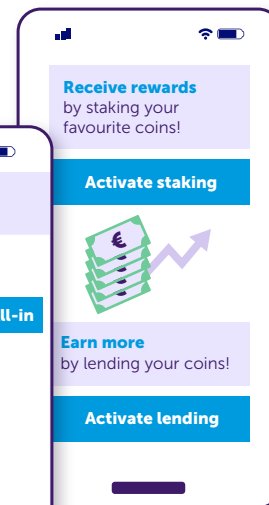 Receive rewards
by staking your
favourite coins!
Activate staking
€
ll-in
Earn more
by lending your coins!
Activate lending